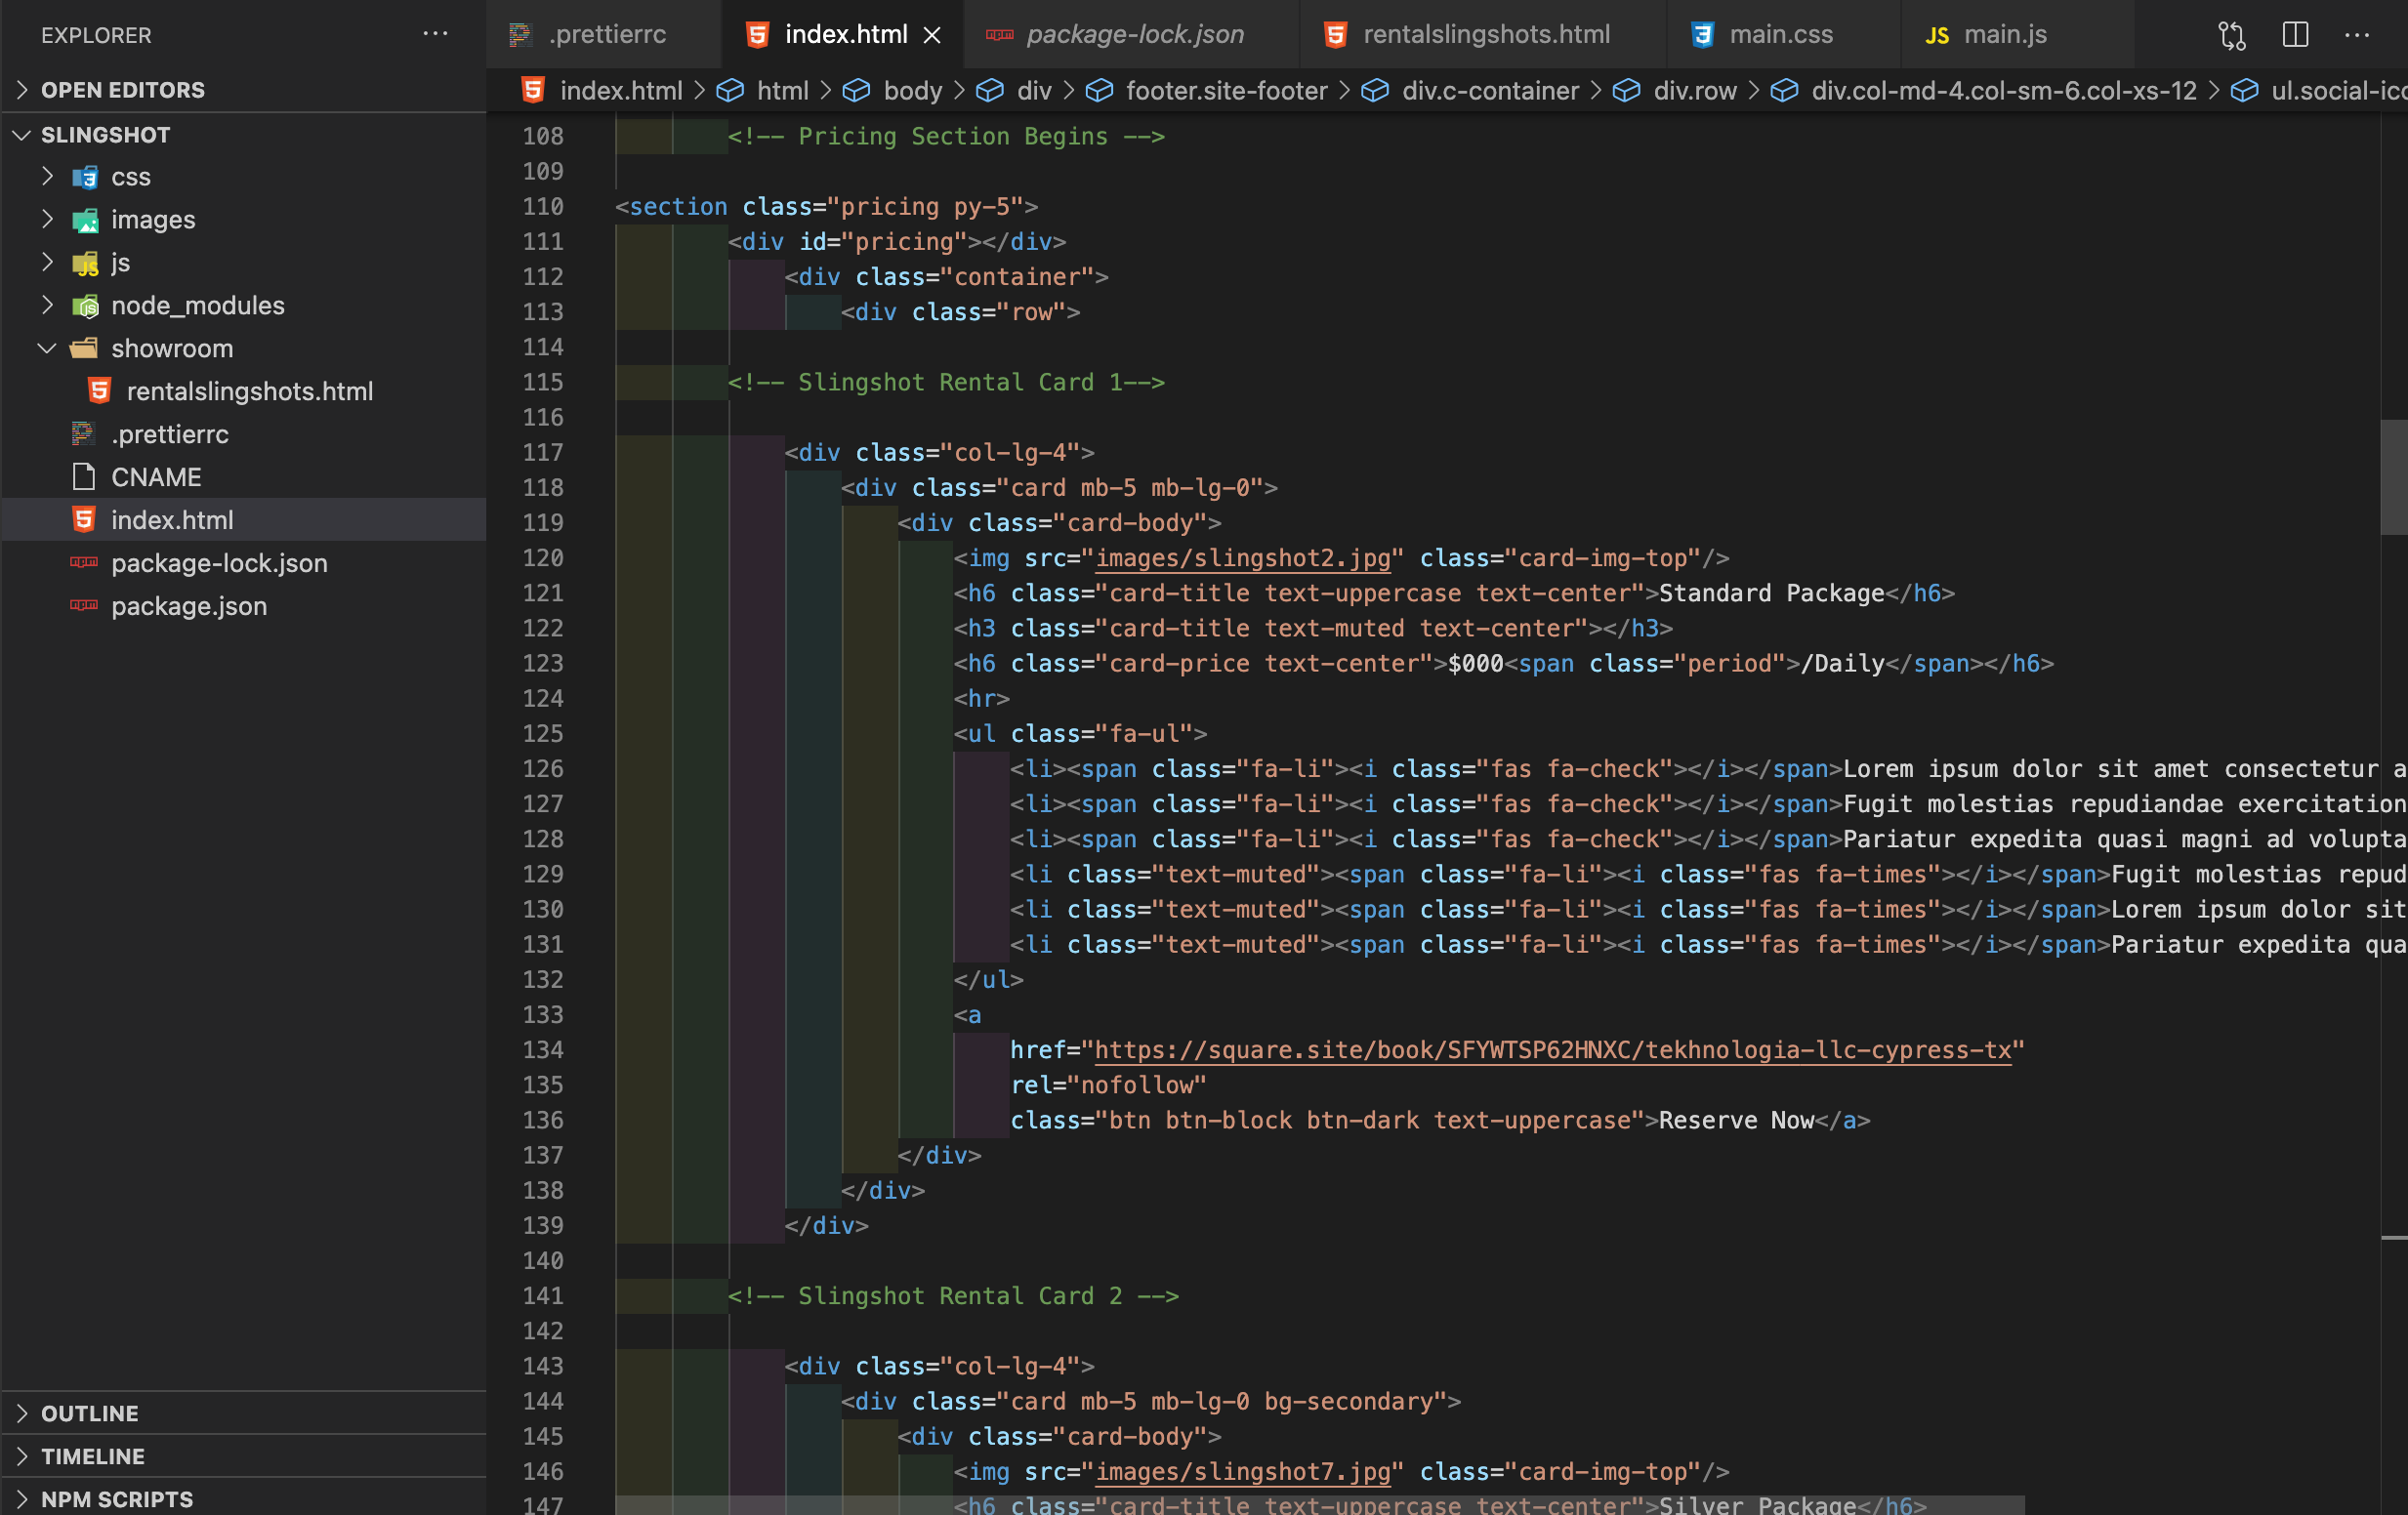 EXPLORER
OPEN EDITORS
SLINGSHOT
css
images
js
node_modules
showroom
rentalslingshots.html
.prettierrc
CNAME
index.html
package-lock.json
package.json
OUTLINE
TIMELINE
NPM SCRIPTS
.prettierrc index.html package-lock.json rentalslingshots.html main.css JS main.js
index.html > html > body > div > footer.site-footer > div.c-container > div.row > div.col-md-4.col-sm-6.col-xs-12 > ul.social-ico
108 <!-- Pricing Section Begins -->
109
110 <section class="pricing py-5">
111 <div id="pricing"></div>
112 <div class="container">
113 <div class="row">
114
115 <!-- Slingshot Rental Card 1-->
116
117 <div class="col-lg-4">
118 <div class="card mb-5 mb-lg-0">
119 <div class="card-body">
120 <img src="images/slingshot2.jpg" class="card-img-top"/>
121 <h6 class="card-title text-uppercase text-center">Standard Package</h6>
122 <h3 class="card-title text-muted text-center"></h3>
123 <h6 class="card-price text-center">$000<span class="period">/Daily</span></h6>
124 <hr>
125 <ul class="fa-ul">
126 <li><span class="fa-li"><i class="fas fa-check"></i></span>Lorem ipsum dolor sit amet consectetur a
127 <li><span class="fa-li"><i class="fas fa-check"></i></span>Fugit molestias repudiandae exercitation
128 <li><span class="fa-li"><i class="fas fa-check"></i></span>Pariatur expedita quasi magni ad volupta
129 <li class="text-muted"><span class="fa-li"><i class="fas fa-times"></i></span>Fugit molestias repud
130 <li class="text-muted"><span class="fa-li"><i class="fas fa-times"></i></span>Lorem ipsum dolor sit
131 <li class="text-muted"><span class="fa-li"><i class="fas fa-times"></i></span>Pariatur expedita qua
132 </ul>
133 <a
134 href="https://square.site/book/SFYWTSP62HNXC/tekhnologia-llc-cypress-tx"
135 rel="nofollow"
136 class="btn btn-block btn-dark text-uppercase">Reserve Now</a>
137 </div>
138 </div>
139 </div>
140
141 <!-- Slingshot Rental Card 2 -->
142
143 <div class="col-lg-4">
144 <div class="card mb-5 mb-lg-0 bg-secondary">
145 <div class="card-body">
146 <img src="images/slingshot7.jpg" class="card-img-top"/>
147 <h6 class="card-title text-uppercase text-center">Silver Package</h6>